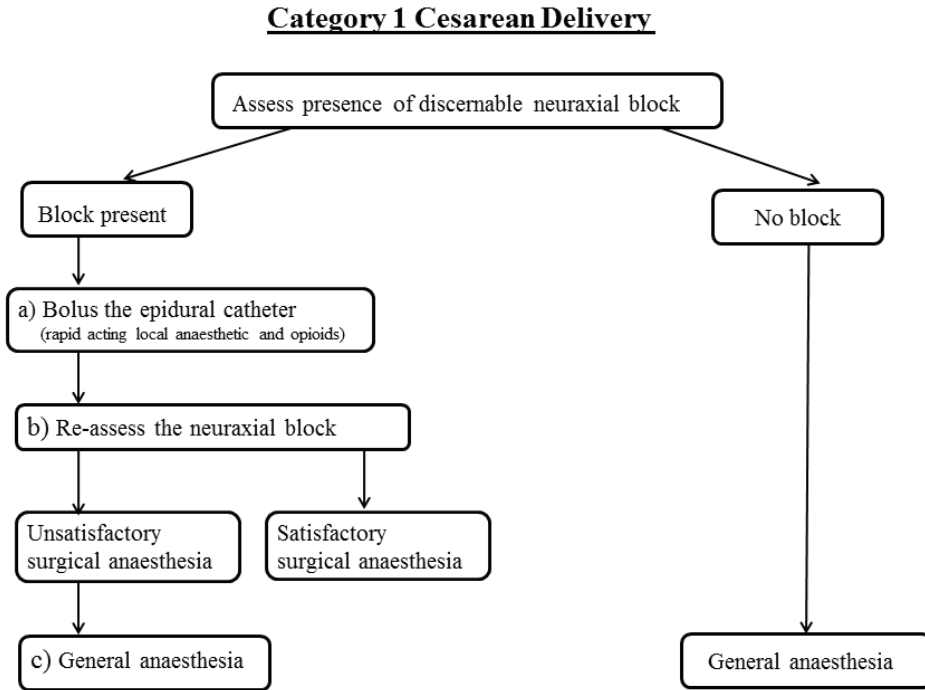 Category 1 Cesarean Delivery
Assess presence of discernable neuraxial block
Block present
No block
a) Bolus the epidural catheter
(rapid acting local anaesthetic and opioids)
b) Re-assess the neuraxial block
Unsatisfactory
surgical anaesthesia
Satisfactory
surgical anaesthesia
c) General anaesthesia
General anaesthesia